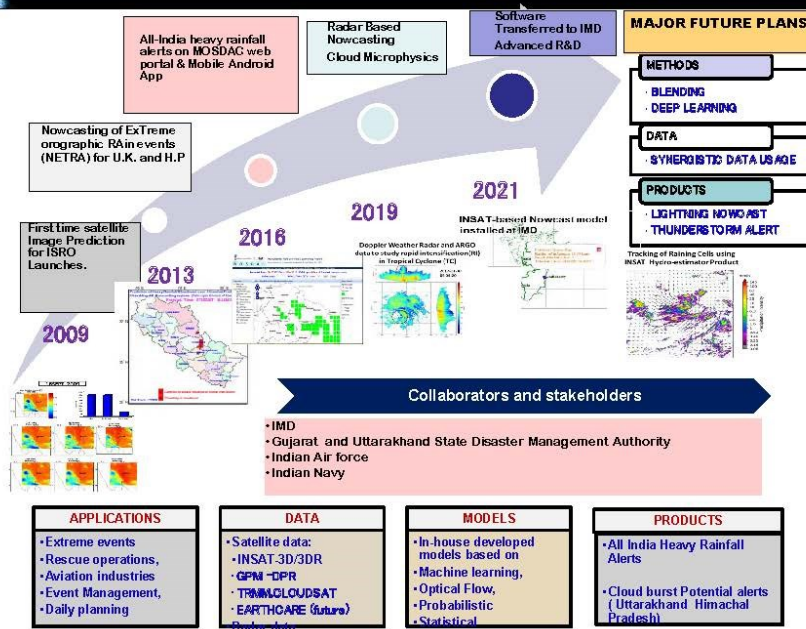 All-India heavy rainfall
alerts on MOSDAC web
portal & Mobile Android
App
Radar Based
Nowcasting
Cloud Microphysics
Software
Transferred to IMD
Advanced R&D
MAJOR FUTURE PLANS
METHODS
· BLENDING
· DEEP LEARNING
DATA
· SYNERGISTIC DATA USAGE
PRODUCTS
· LIGHTNING NOWCAST
· THUNDERSTORM ALERT
Nowcasting of ExTreme
orographic RAin events
(NETRA) for U.K. and H.P
First time satellite
Image Prediction
for ISRO
Launches.
2009
2013
2016
2019
2021
Doppler Weather Radar and ARGO
data to study rapid intensification(RI)
in Tropical Cyclone (TC)
INSAT-based Nowcast model
installed at IMD
Tracking of Raining Cells using
INSAT Hydro-estimator Product
Collaborators and stakeholders
•IMD
•Gujarat and Uttarakhand State Disaster Management Authority
•Indian Air force
•Indian Navy
APPLICATIONS
•Extreme events
•Rescue operations,
•Aviation industries
•Event Management,
•Daily planning
DATA
•Satellite data:
•INSAT-3D/3DR
•GPM -DPR
•TRMM,CLOUDSAT
•EARTHCARE (future)
MODELS
•In-house developed
models based on
•Machine learning,
•Optical Flow,
•Probabilistic
•Statistical
PRODUCTS
•All India Heavy Rainfall
Alerts
•Cloud burst Potential alerts
( Uttarakhand Himachal
Pradesh)